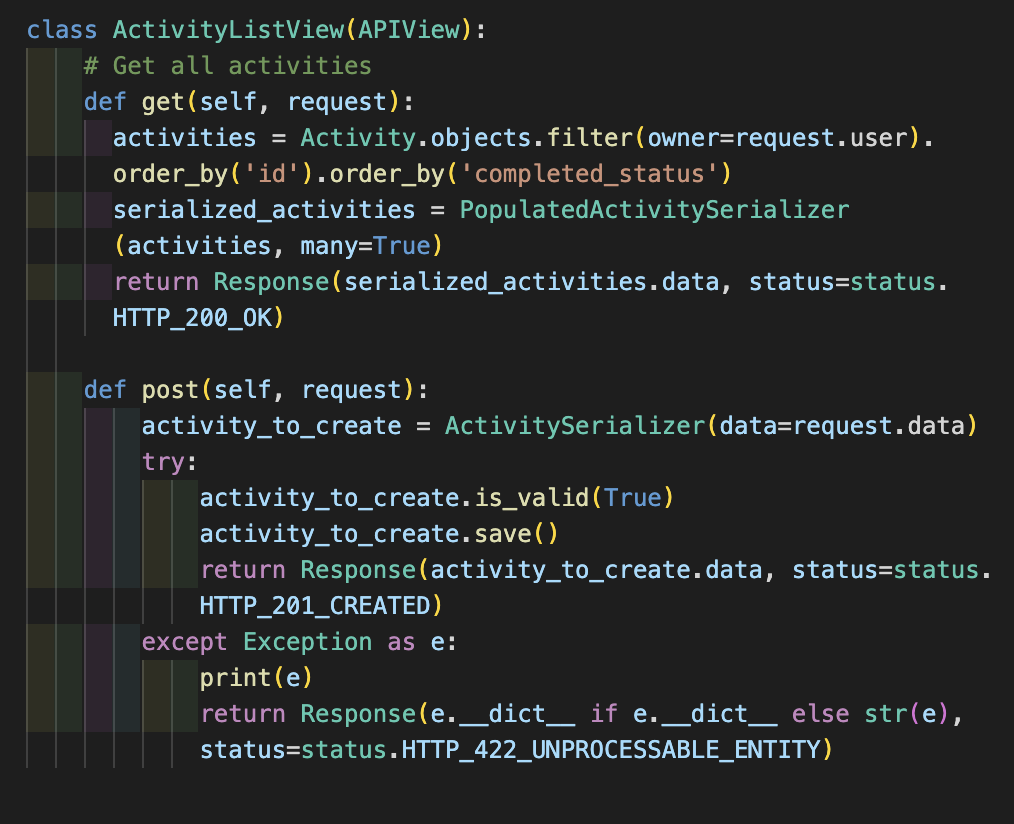 class ActivityListView(APIView):
# Get all activities
def get(self, request):
activities = Activity.objects.filter(owner=request.user).
order_by('id').order_by('completed_status')
serialized_activities = PopulatedActivitySerializer
(activities, many=True)
return Response(serialized_activities.data, status=status.
HTTP_200_OK)
def post(self, request):
activity_to_create = ActivitySerializer(data=request.data)
try:
activity_to_create.is_valid(True)
activity_to_create.save()
return Response(activity_to_create.data, status=status.
HTTP_201_CREATED)
except Exception as e:
print(e)
return Response(e.__dict__ if e.__dict__ else str(e),
status=status.HTTP_422_UNPROCESSABLE_ENTITY)